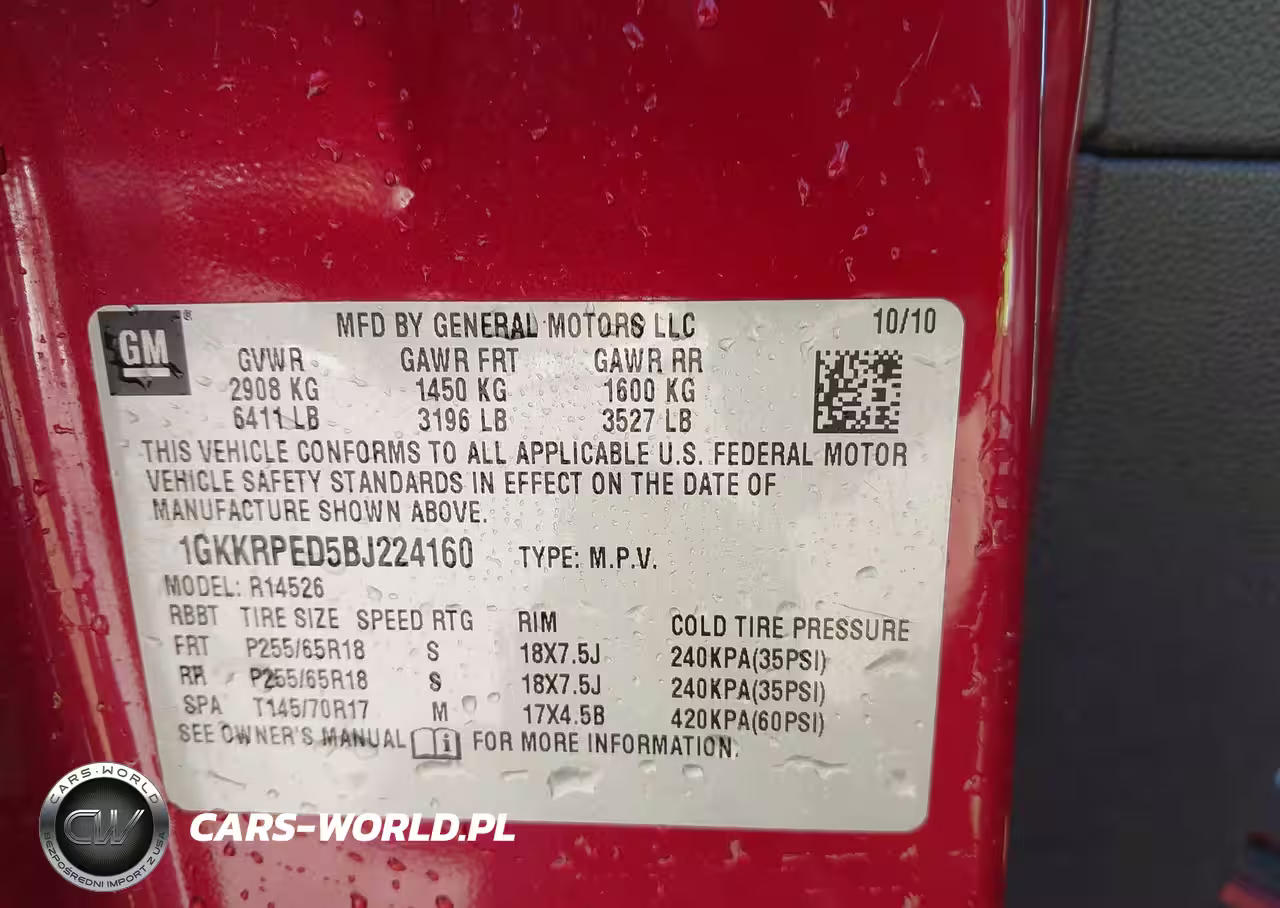 GM
MFD BY GENERAL MOTORS LLC 10/10
GVWR GAWR FRT GAWR RR
2908 KG 1450 KG 1600 KG
6411 LB 3196 LB 3527 LB
THIS VEHICLE CONFORMS TO ALL APPLICABLE U.S. FEDERAL MOTOR
VEHICLE SAFETY STANDARDS IN EFFECT ON THE DATE OF
MANUFACTURE SHOWN ABOVE.
1GKKRPED5BJ224160 TYPE: M.P.V.
MODEL: R14526
RBBT TIRE SIZE SPEED RTG RIM COLD TIRE PRESSURE
FRT P255/65R18 S 18X7.5J 240KPA(35PSI)
RR P255/65R18 S 18X7.5J 240KPA(35PSI)
SPA T145/70R17 M 17X4.5B 420KPA(60PSI)
SEE OWNER'S MANUAL i FOR MORE INFORMATION.
CARS-WORLD
CW
BEZPOŚREDNI IMPORT Z USA
CARS-WORLD.PL